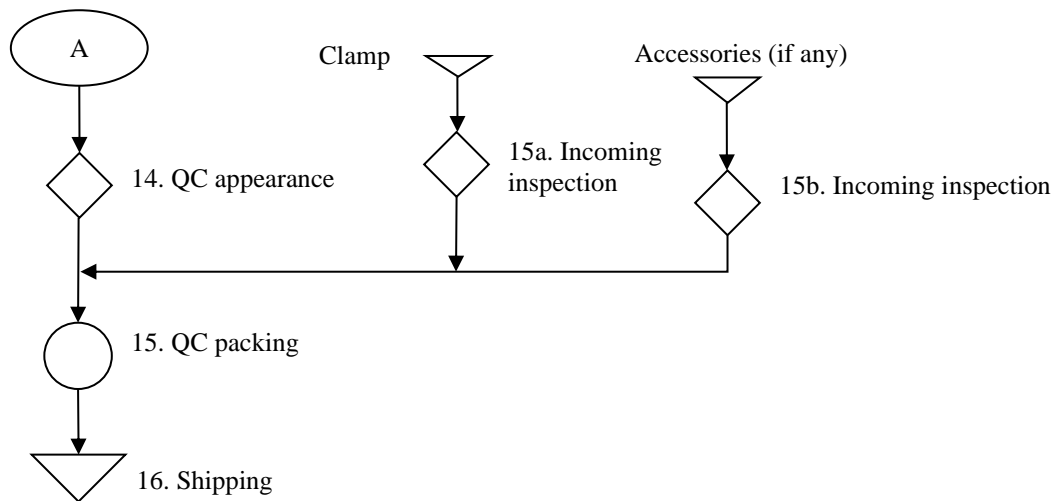 A
Clamp
Accessories (if any)
14. QC appearance
15a. Incoming
inspection
15b. Incoming inspection
15. QC packing
16. Shipping